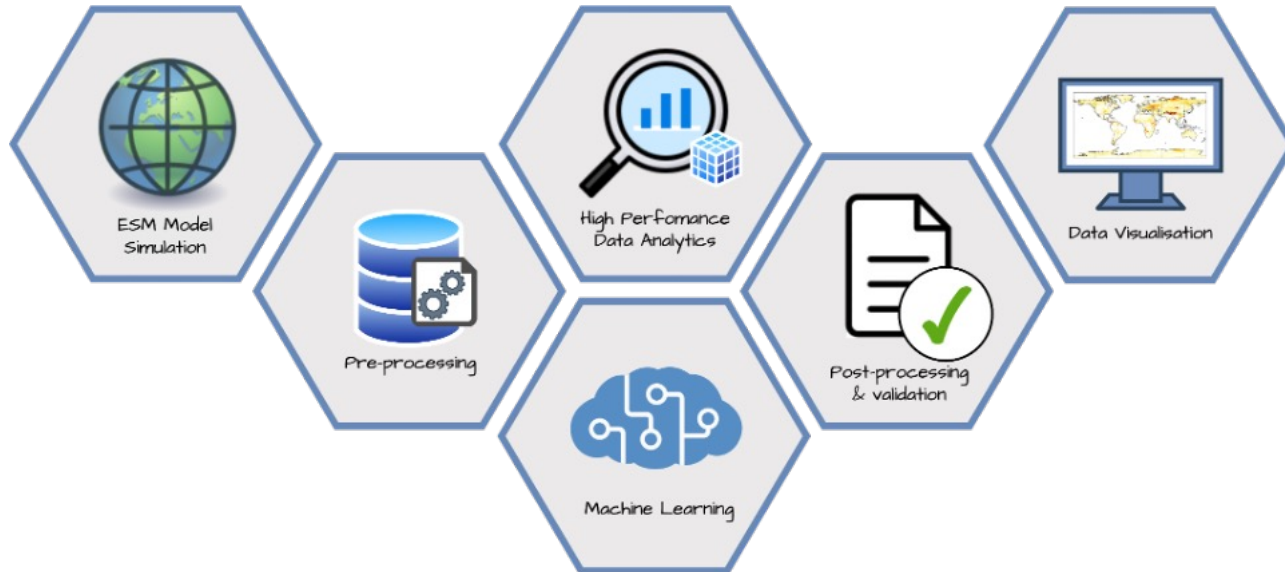 ESM Model
Simulation
Pre-processing
High Perfomance
Data Analytics
Machine Learning
Post-processing
& validation
Data Visualisation